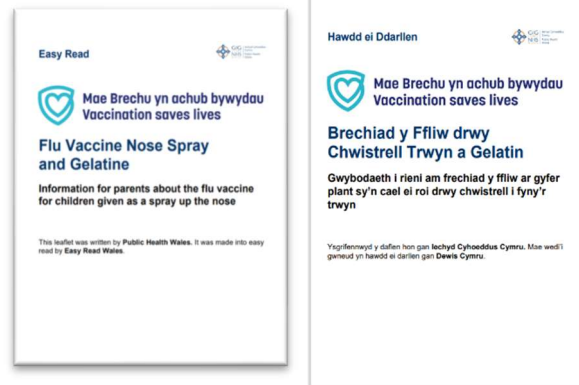 Easy Read
GIG
NHS
Mae Brechu yn achub bywydau
Vaccination saves lives
Flu Vaccine Nose Spray
and Gelatine
Information for parents about the flu vaccine
for children given as a spray up the nose
This leaflet was written by Public Health Wales. It was made into easy
read by Easy Read Wales.
Hawdd ei Ddarllen
GIG
NHS
Mae Brechu yn achub bywydau
Vaccination saves lives
Brechiad y Ffliw drwy
Chwistrell Trwyn a Gelatin
Gwybodaeth i rieni am frechiad y ffliw ar gyfer
plant sy'n cael ei roi drwy chwistrell i fyny'r
trwyn
Ysgrifennwyd y daflen hon gan Iechyd Cyhoeddus Cymru. Mae wedi'i
gwneud yn hawdd ei darllen gan Dewis Cymru.